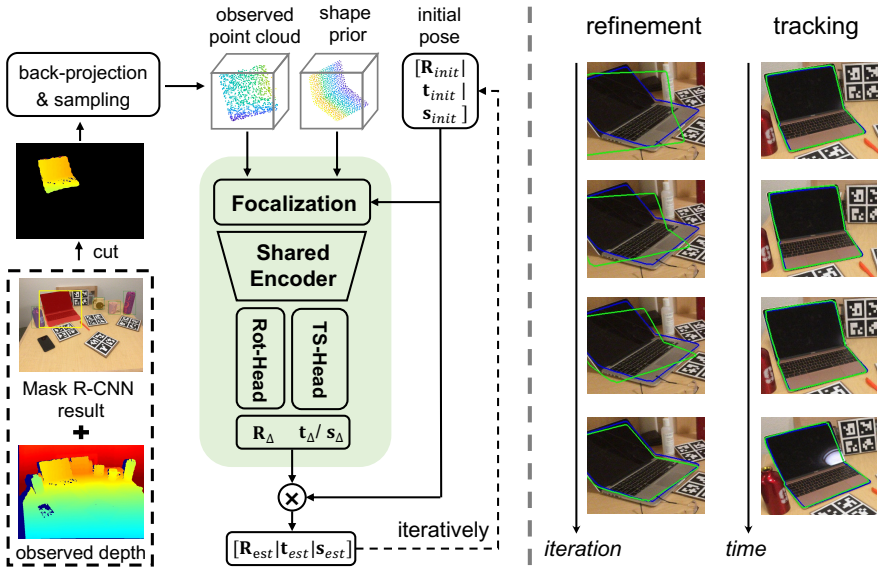 back-projection
& sampling
observed
point cloud
shape
prior
initial
pose
[R_init|
t_init |
s_init ]
Focalization
Shared
Encoder
Rot-Head
TS-Head
R_Δ t_Δ/ s_Δ
×
[R_est|t_est|s_est]
iteratively
cut
Mask R-CNN
result
+
observed depth
refinement
iteration
tracking
time